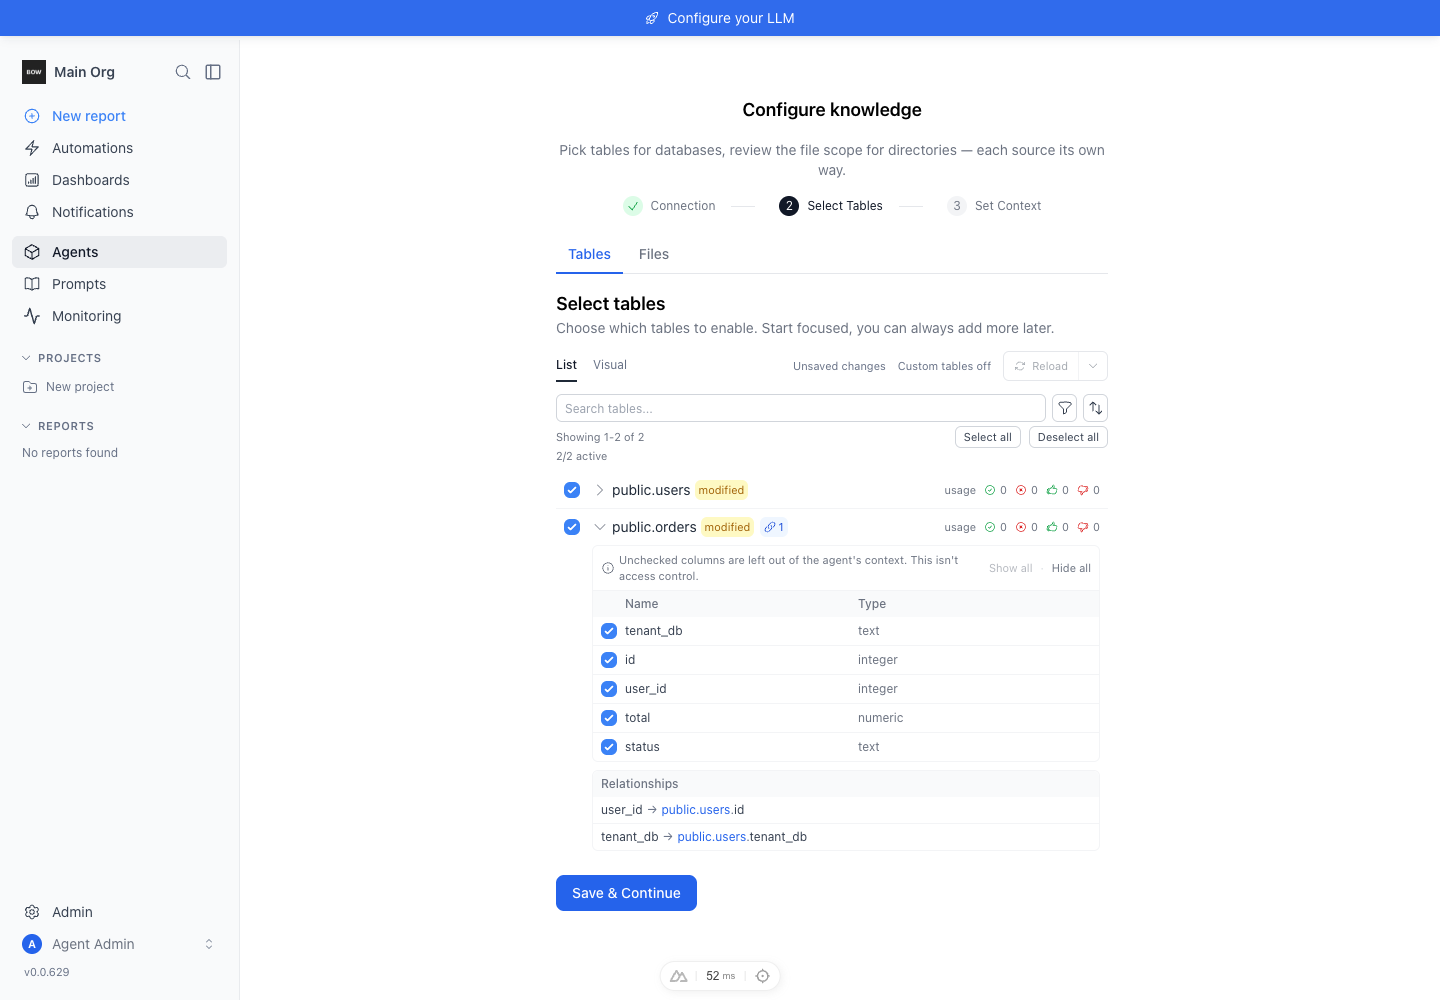 Configure your LLM
BOW
Main Org
New report
Automations
Dashboards
Notifications
Agents
Prompts
Monitoring
PROJECTS
New project
REPORTS
No reports found
Admin
A
Agent Admin
v0.0.629
Configure knowledge
Pick tables for databases, review the file scope for directories — each source its own
way.
Connection
2 Select Tables
3 Set Context
Tables Files
Select tables
Choose which tables to enable. Start focused, you can always add more later.
List Visual Unsaved changes Custom tables off Reload
Search tables...
Showing 1-2 of 2 Select all Deselect all
2/2 active
public.users modified usage 0 0 0 0
public.orders modified 1 usage 0 0 0 0
Unchecked columns are left out of the agent's context. This isn't
access control.
Show all · Hide all
Name Type
tenant_db text
id integer
user_id integer
total numeric
status text
Relationships
user_id → public.users.id
tenant_db → public.users.tenant_db
Save & Continue
52 ms